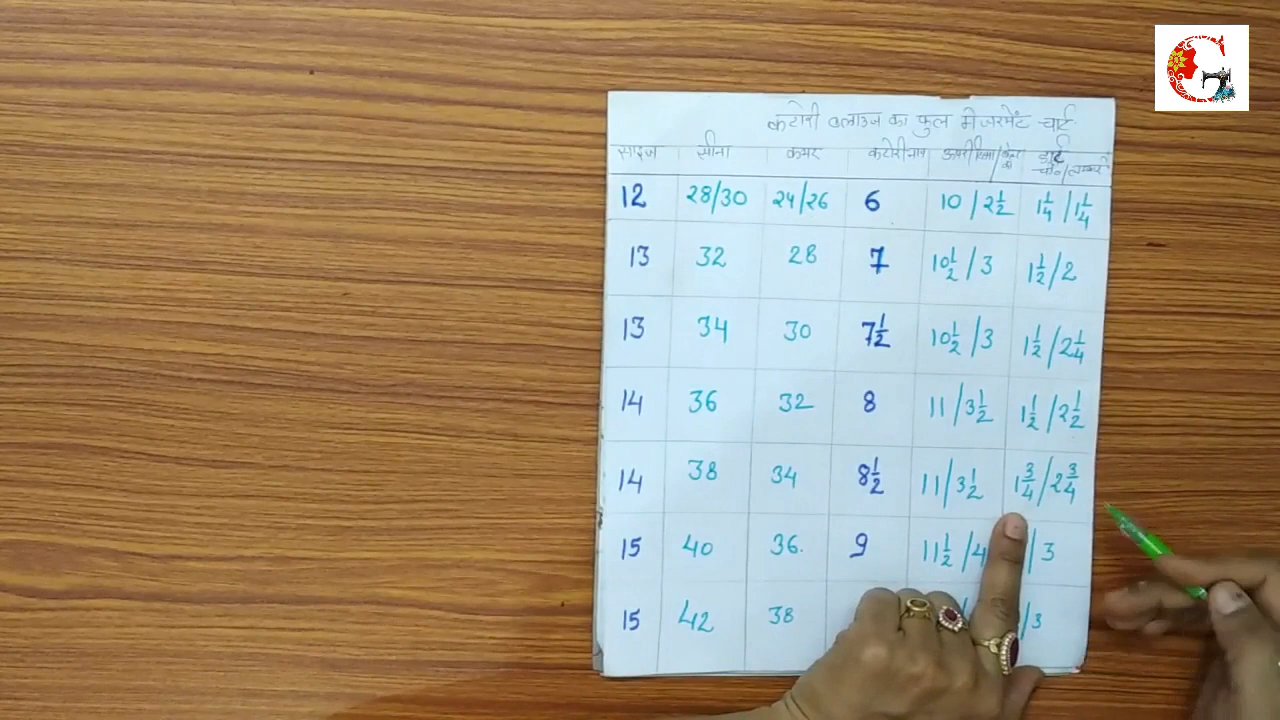 कटोरी ब्लाउज का फुल मेजरमेंट चार्ट
साइज सीना कमर कटोरी नाप डार्ट
12 28/30 24/26 6 10/2½ 1¼/1¼
13 32 28 7 10½/3 1½/2
13 34 30 7½ 10½/3 1½/2¼
14 36 32 8 11/3½ 1½/2½
14 38 34 8½ 11/3½ 1¾/2¾
15 40 36. 9 11½/4 /3
15 42 38 /3